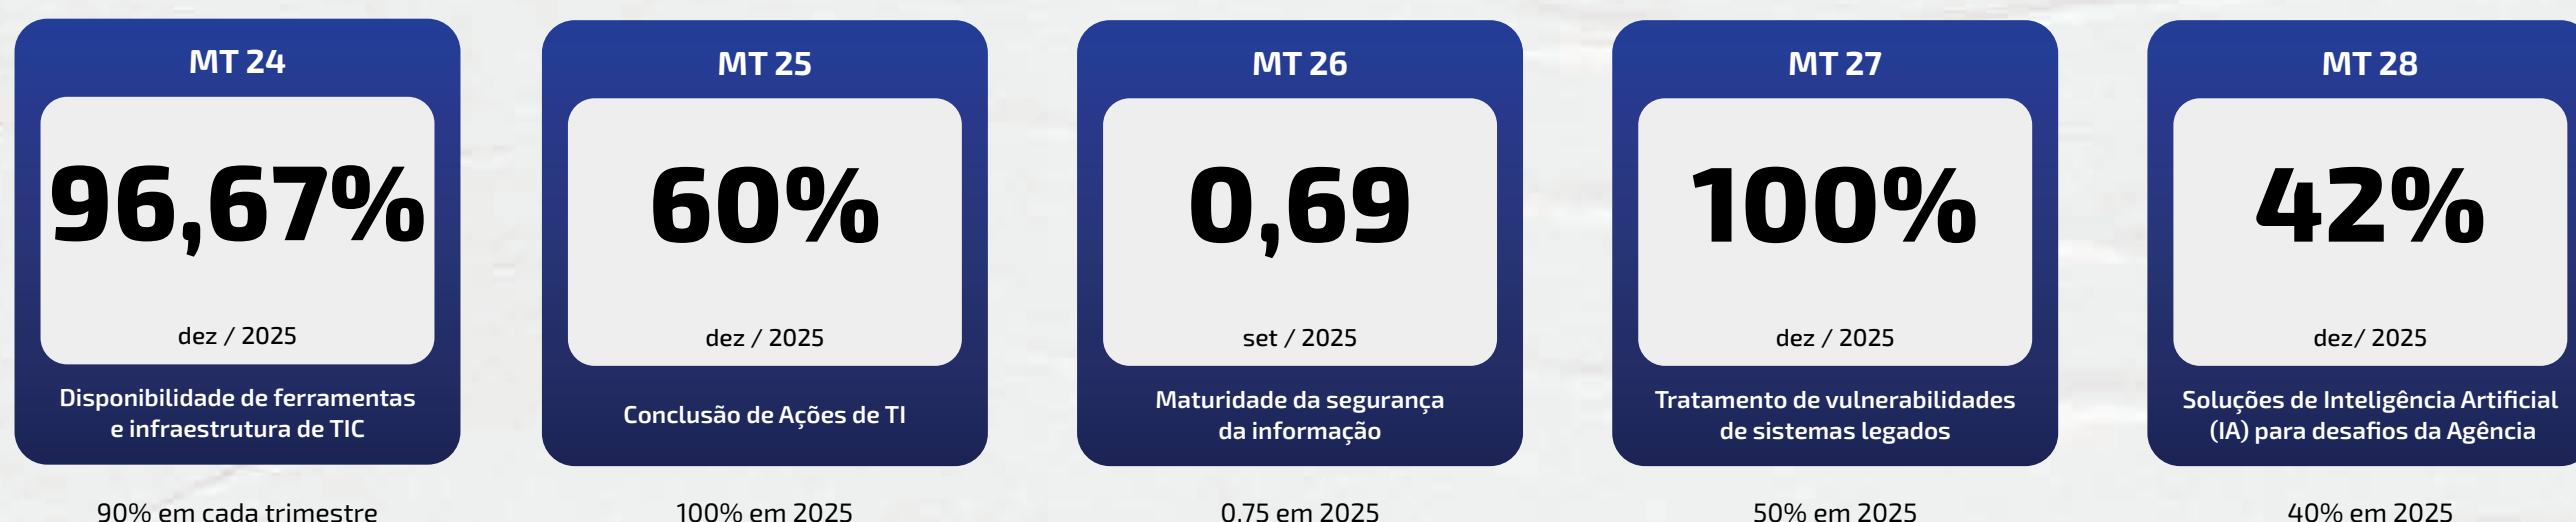 MT 24
96,67%
dez / 2025
Disponibilidade de ferramentas
e infraestrutura de TIC
90% em cada trimestre
MT 25
60%
dez / 2025
Conclusão de Ações de TI
100% em 2025
MT 26
0,69
set / 2025
Maturidade da segurança
da informação
0,75 em 2025
MT 27
100%
dez / 2025
Tratamento de vulnerabilidades
de sistemas legados
50% em 2025
MT 28
42%
dez/ 2025
Soluções de Inteligência Artificial
(IA) para desafios da Agência
40% em 2025